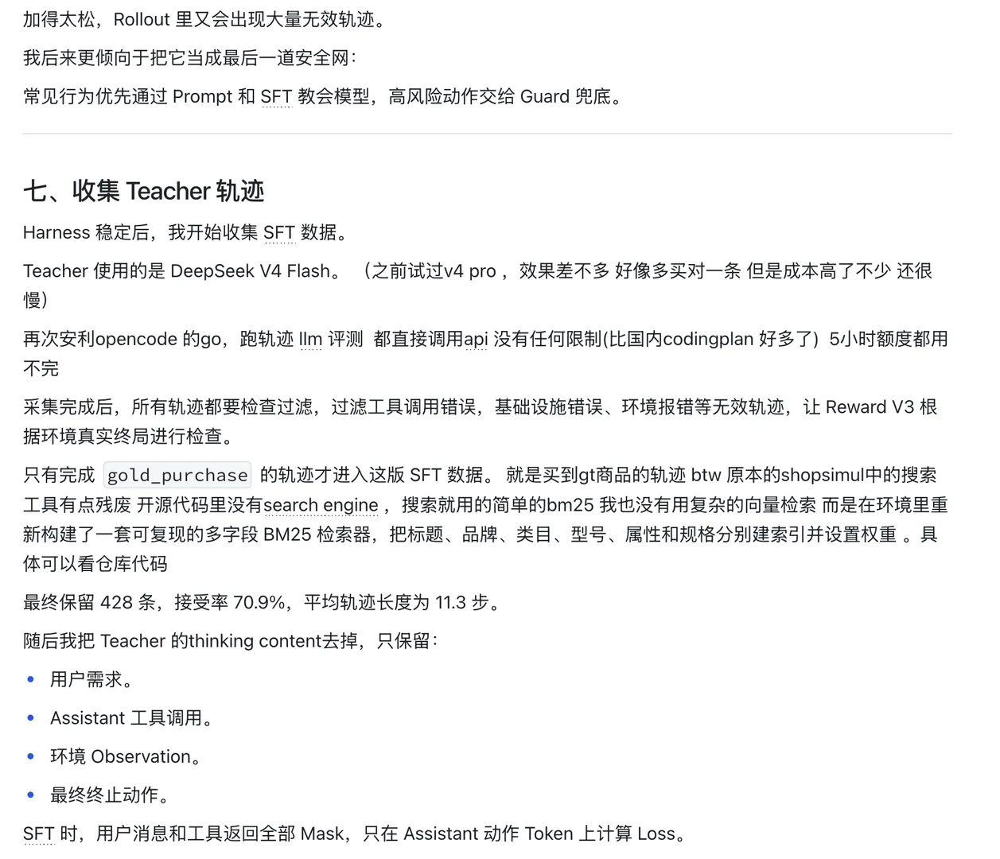 加得太松，Rollout 里又会出现大量无效轨迹。
我后来更倾向于把它当成最后一道安全网：
常见行为优先通过 Prompt 和 SFT 教会模型，高风险动作交给 Guard 兜底。
七、收集 Teacher 轨迹
Harness 稳定后，我开始收集 SFT 数据。
Teacher 使用的是 DeepSeek V4 Flash。 （之前试过v4 pro ，效果差不多 好像多买对一条 但是成本高了不少 还很
慢）
再次安利opencode 的go，跑轨迹 llm 评测  都直接调用api 没有任何限制(比国内codingplan 好多了)  5小时额度都用
不完
采集完成后，所有轨迹都要检查过滤，过滤工具调用错误，基础设施错误、环境报错等无效轨迹，让 Reward V3 根
据环境真实终局进行检查。
只有完成 gold_purchase 的轨迹才进入这版 SFT 数据。 就是买到gt商品的轨迹 btw 原本的shopsimul中的搜索
工具有点残废 开源代码里没有search engine ，搜索就用的简单的bm25 我也没有用复杂的向量检索 而是在环境里重
新构建了一套可复现的多字段 BM25 检索器，把标题、品牌、类目、型号、属性和规格分别建索引并设置权重 。具
体可以看仓库代码
最终保留 428 条，接受率 70.9%，平均轨迹长度为 11.3 步。
随后我把 Teacher 的thinking content去掉，只保留：
• 用户需求。
• Assistant 工具调用。
• 环境 Observation。
• 最终终止动作。
SFT 时，用户消息和工具返回全部 Mask，只在 Assistant 动作 Token 上计算 Loss。